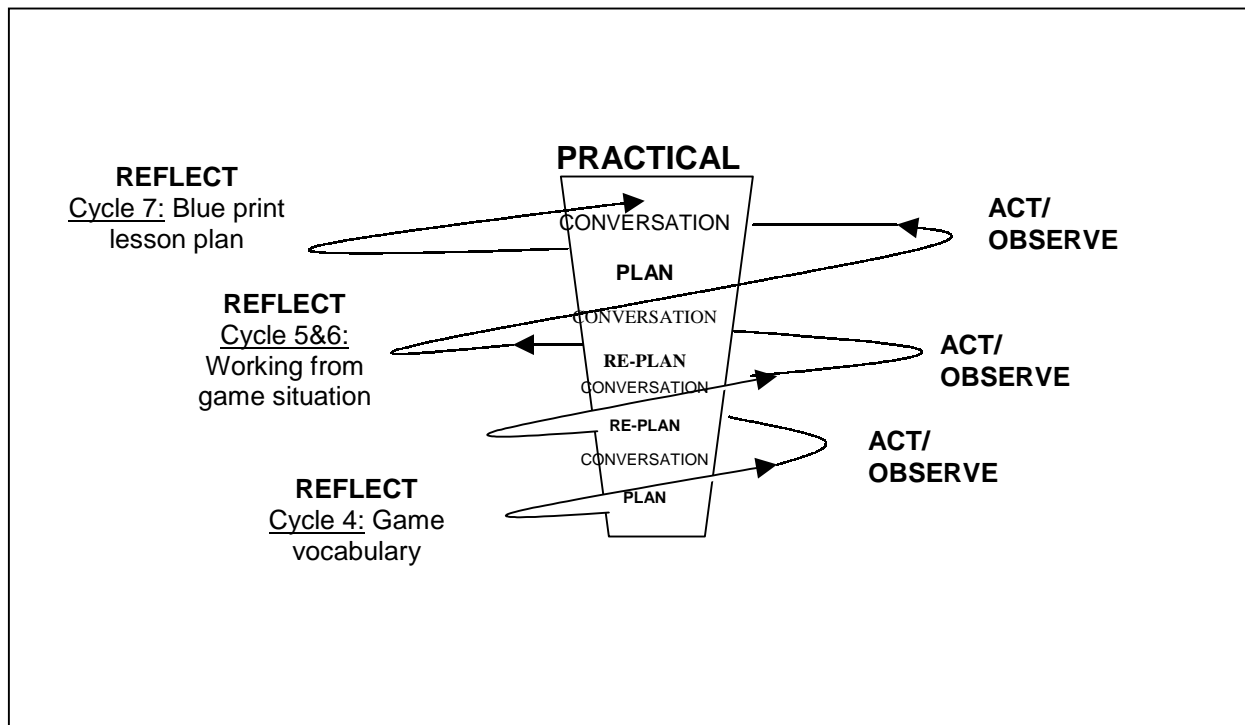 PRACTICAL
REFLECT
Cycle 7: Blue print
lesson plan
CONVERSATION
ACT/
OBSERVE
PLAN
REFLECT
Cycle 5&6:
Working from
game situation
CONVERSATION
RE-PLAN
CONVERSATION
ACT/
OBSERVE
RE-PLAN
CONVERSATION
ACT/
OBSERVE
REFLECT
Cycle 4: Game
vocabulary
PLAN